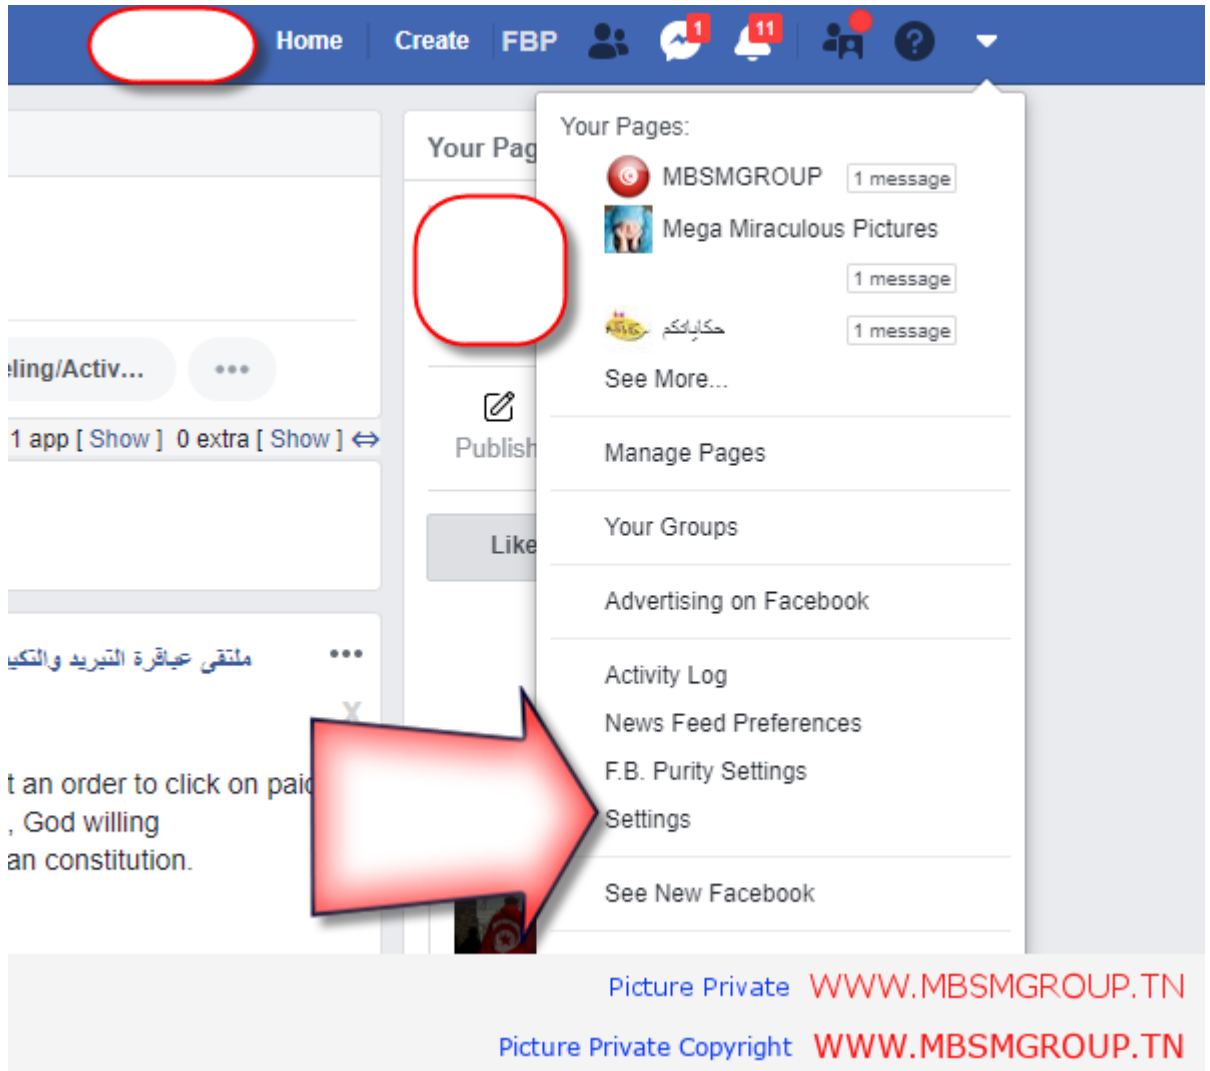 Home Create FBP 1 11
Your Pag
Your Pages:
MBSMGROUP 1 message
Mega Miraculous Pictures
1 message
حكاياتكم 1 message
See More...
eling/Activ... •••
1 app [ Show ] 0 extra [ Show ] ⇔
Publish
Manage Pages
Your Groups
Like
Advertising on Facebook
ملتقى عباقرة التبريد والتكيي •••
Activity Log
X
News Feed Preferences
F.B. Purity Settings
t an order to click on paid
, God willing
Settings
an constitution.
See New Facebook
Picture Private WWW.MBSMGROUP.TN
Picture Private Copyright WWW.MBSMGROUP.TN